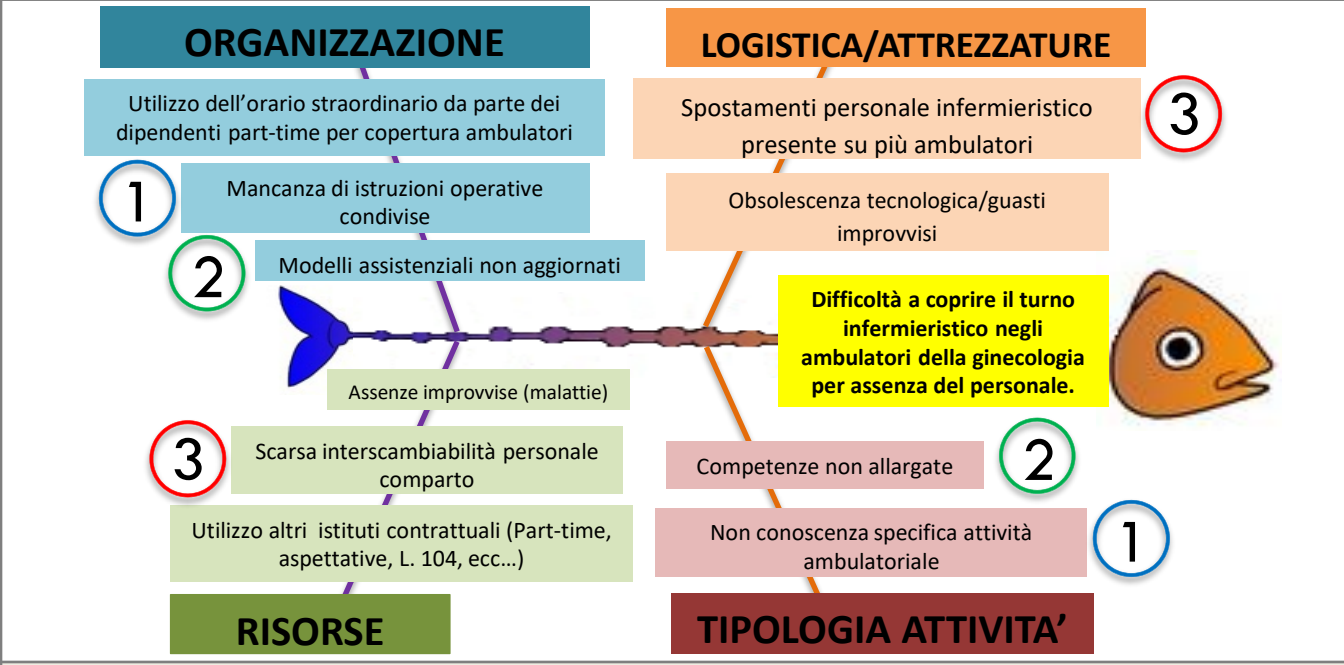 ORGANIZZAZIONE
Utilizzo dell’orario straordinario da parte dei
dipendenti part-time per copertura ambulatori
1
Mancanza di istruzioni operative
condivise
2
Modelli assistenziali non aggiornati
LOGISTICA/ATTREZZATURE
Spostamenti personale infermieristico
presente su più ambulatori
3
Obsolescenza tecnologica/guasti
improvvisi
Difficoltà a coprire il turno
infermieristico negli
ambulatori della ginecologia
per assenza del personale.
Assenze improvvise (malattie)
3
Scarsa interscambiabilità personale
comparto
Utilizzo altri istituti contrattuali (Part-time,
aspettative, L. 104, ecc…)
RISORSE
Competenze non allargate
2
Non conoscenza specifica attività
ambulatoriale
1
TIPOLOGIA ATTIVITA’